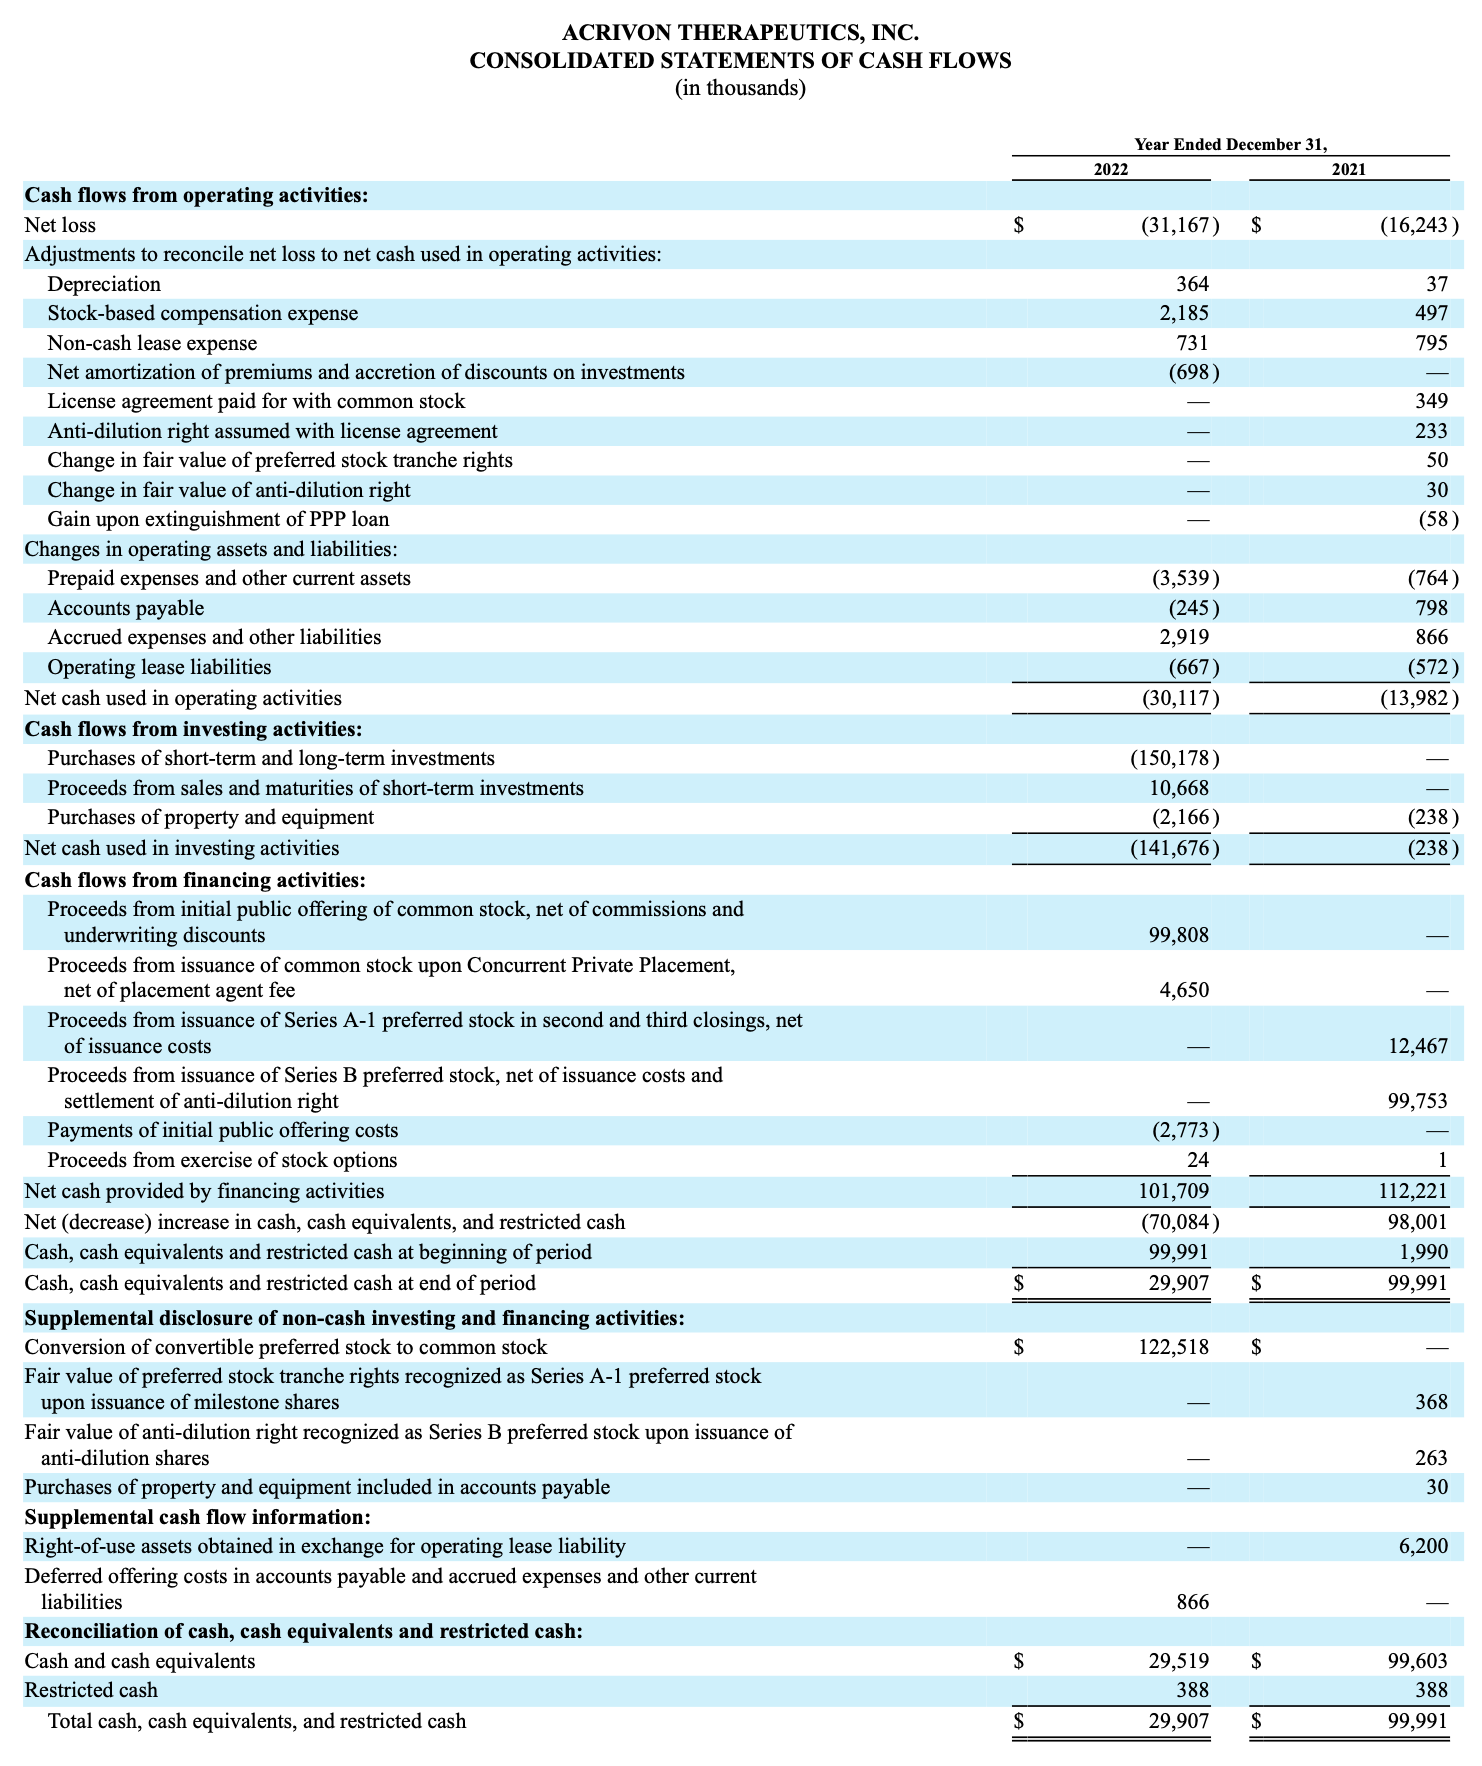 ACRIVON THERAPEUTICS, INC.
CONSOLIDATED STATEMENTS OF CASH FLOWS
(in thousands)
Year Ended December 31,
2022 2021
Cash flows from operating activities:
Net loss $ (31,167) $ (16,243)
Adjustments to reconcile net loss to net cash used in operating activities:
Depreciation 364 37
Stock-based compensation expense 2,185 497
Non-cash lease expense 731 795
Net amortization of premiums and accretion of discounts on investments (698) —
License agreement paid for with common stock — 349
Anti-dilution right assumed with license agreement — 233
Change in fair value of preferred stock tranche rights — 50
Change in fair value of anti-dilution right — 30
Gain upon extinguishment of PPP loan — (58)
Changes in operating assets and liabilities:
Prepaid expenses and other current assets (3,539) (764)
Accounts payable (245) 798
Accrued expenses and other liabilities 2,919 866
Operating lease liabilities (667) (572)
Net cash used in operating activities (30,117) (13,982)
Cash flows from investing activities:
Purchases of short-term and long-term investments (150,178) —
Proceeds from sales and maturities of short-term investments 10,668 —
Purchases of property and equipment (2,166) (238)
Net cash used in investing activities (141,676) (238)
Cash flows from financing activities:
Proceeds from initial public offering of common stock, net of commissions and
underwriting discounts 99,808 —
Proceeds from issuance of common stock upon Concurrent Private Placement,
net of placement agent fee 4,650 —
Proceeds from issuance of Series A-1 preferred stock in second and third closings, net
of issuance costs — 12,467
Proceeds from issuance of Series B preferred stock, net of issuance costs and
settlement of anti-dilution right — 99,753
Payments of initial public offering costs (2,773) —
Proceeds from exercise of stock options 24 1
Net cash provided by financing activities 101,709 112,221
Net (decrease) increase in cash, cash equivalents, and restricted cash (70,084) 98,001
Cash, cash equivalents and restricted cash at beginning of period 99,991 1,990
Cash, cash equivalents and restricted cash at end of period $ 29,907 $ 99,991
Supplemental disclosure of non-cash investing and financing activities:
Conversion of convertible preferred stock to common stock $ 122,518 $ —
Fair value of preferred stock tranche rights recognized as Series A-1 preferred stock
upon issuance of milestone shares — 368
Fair value of anti-dilution right recognized as Series B preferred stock upon issuance of
anti-dilution shares — 263
Purchases of property and equipment included in accounts payable — 30
Supplemental cash flow information:
Right-of-use assets obtained in exchange for operating lease liability — 6,200
Deferred offering costs in accounts payable and accrued expenses and other current
liabilities 866 —
Reconciliation of cash, cash equivalents and restricted cash:
Cash and cash equivalents $ 29,519 $ 99,603
Restricted cash 388 388
Total cash, cash equivalents, and restricted cash $ 29,907 $ 99,991